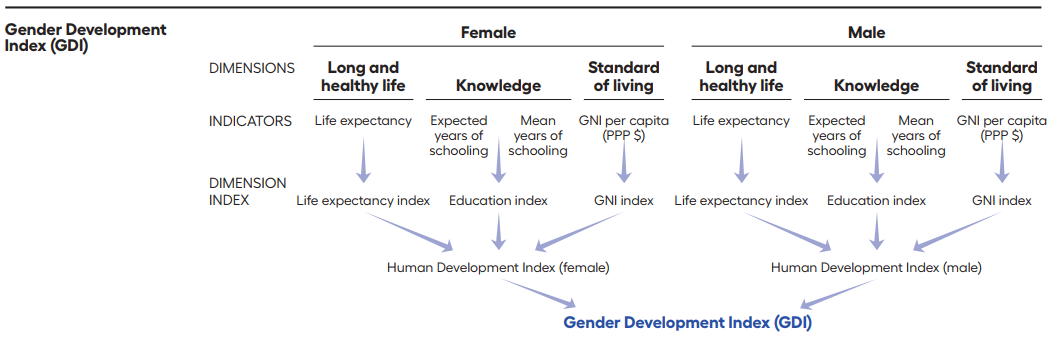 Gender Development
Index (GDI)
Female
Male
DIMENSIONS
Long and
healthy life
Knowledge
Standard
of living
Long and
healthy life
Knowledge
Standard
of living
INDICATORS
Life expectancy
Expected
years of
schooling
Mean
years of
schooling
GNI per capita
(PPP $)
Life expectancy
Expected
years of
schooling
Mean
years of
schooling
GNI per capita
(PPP $)
DIMENSION
INDEX
Life expectancy index
Education index
GNI index
Life expectancy index
Education index
GNI index
Human Development Index (female)
Human Development Index (male)
Gender Development Index (GDI)